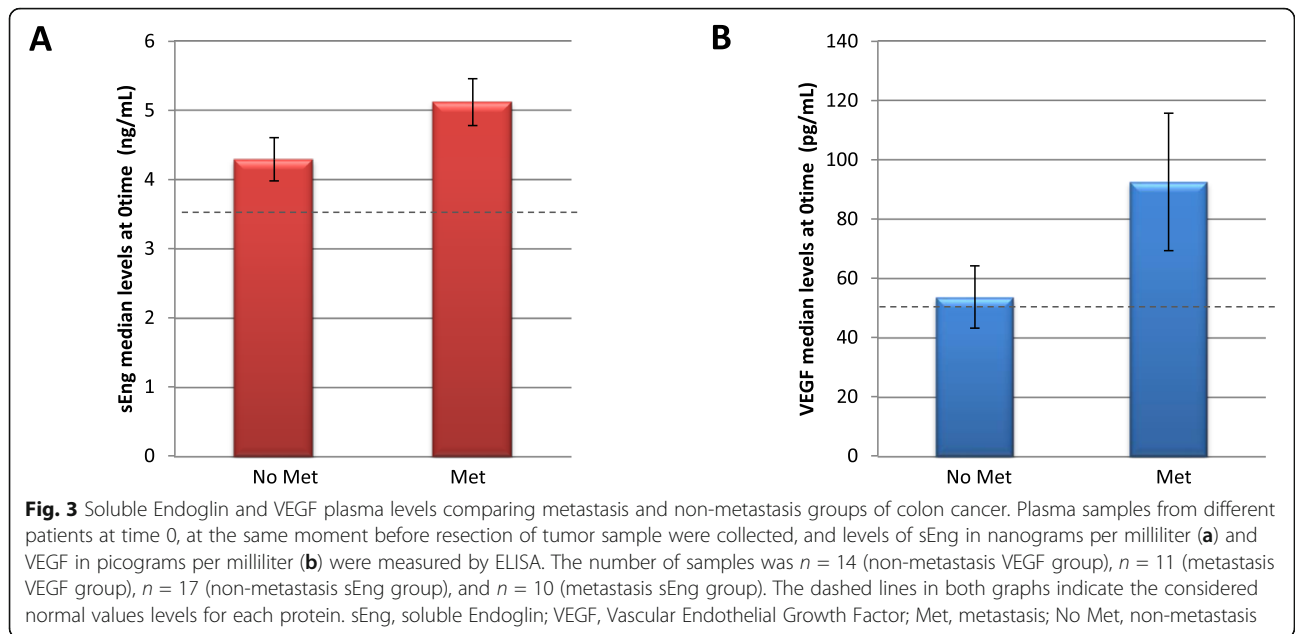 A
sEng median levels at 0time (ng/mL)
6
5
4
3
2
1
0
No Met
Met
B
VEGF median levels at 0time (pg/mL)
140
120
100
80
60
40
20
0
No Met
Met
Fig. 3 Soluble Endoglin and VEGF plasma levels comparing metastasis and non-metastasis groups of colon cancer. Plasma samples from different
patients at time 0, at the same moment before resection of tumor sample were collected, and levels of sEng in nanograms per milliliter (a) and
VEGF in picograms per milliliter (b) were measured by ELISA. The number of samples was n = 14 (non-metastasis VEGF group), n = 11 (metastasis
VEGF group), n = 17 (non-metastasis sEng group), and n = 10 (metastasis sEng group). The dashed lines in both graphs indicate the considered
normal values levels for each protein. sEng, soluble Endoglin; VEGF, Vascular Endothelial Growth Factor; Met, metastasis; No Met, non-metastasis